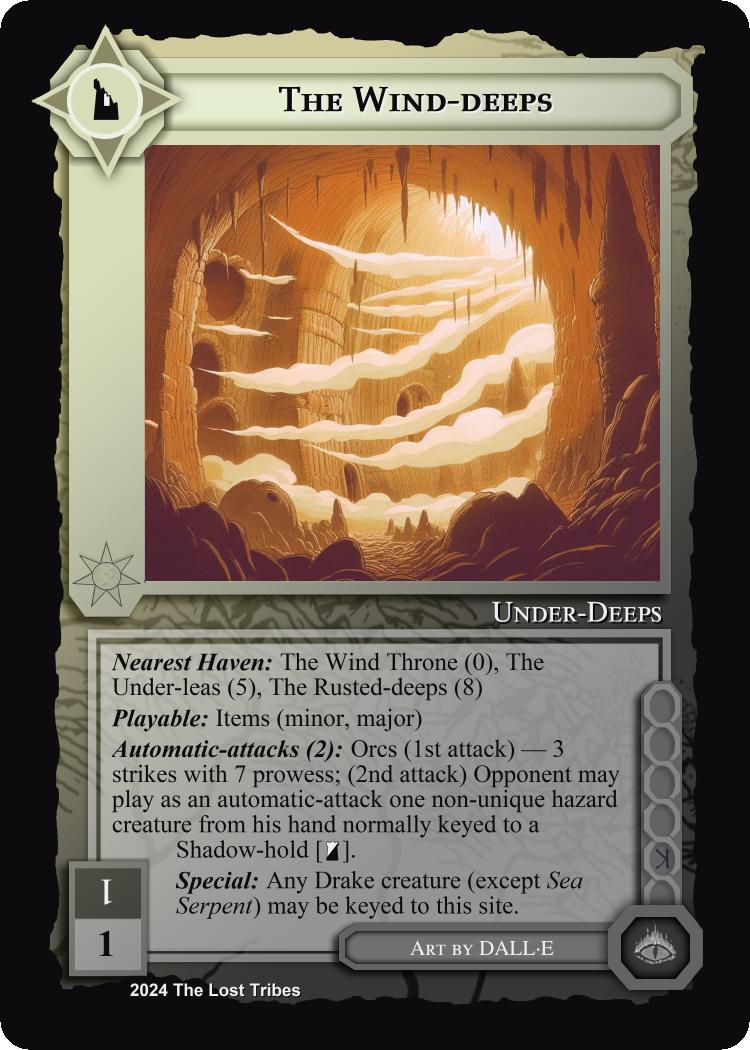 The Wind-deeps
Under-Deeps
Nearest Haven: The Wind Throne (0), The
Under-leas (5), The Rusted-deeps (8)
Playable: Items (minor, major)
Automatic-attacks (2): Orcs (1st attack) — 3
strikes with 7 prowess; (2nd attack) Opponent may
play as an automatic-attack one non-unique hazard
creature from his hand normally keyed to a
Shadow-hold [ ].
Special: Any Drake creature (except Sea
Serpent) may be keyed to this site.
1
1
K
Art by DALL·E
2024 The Lost Tribes